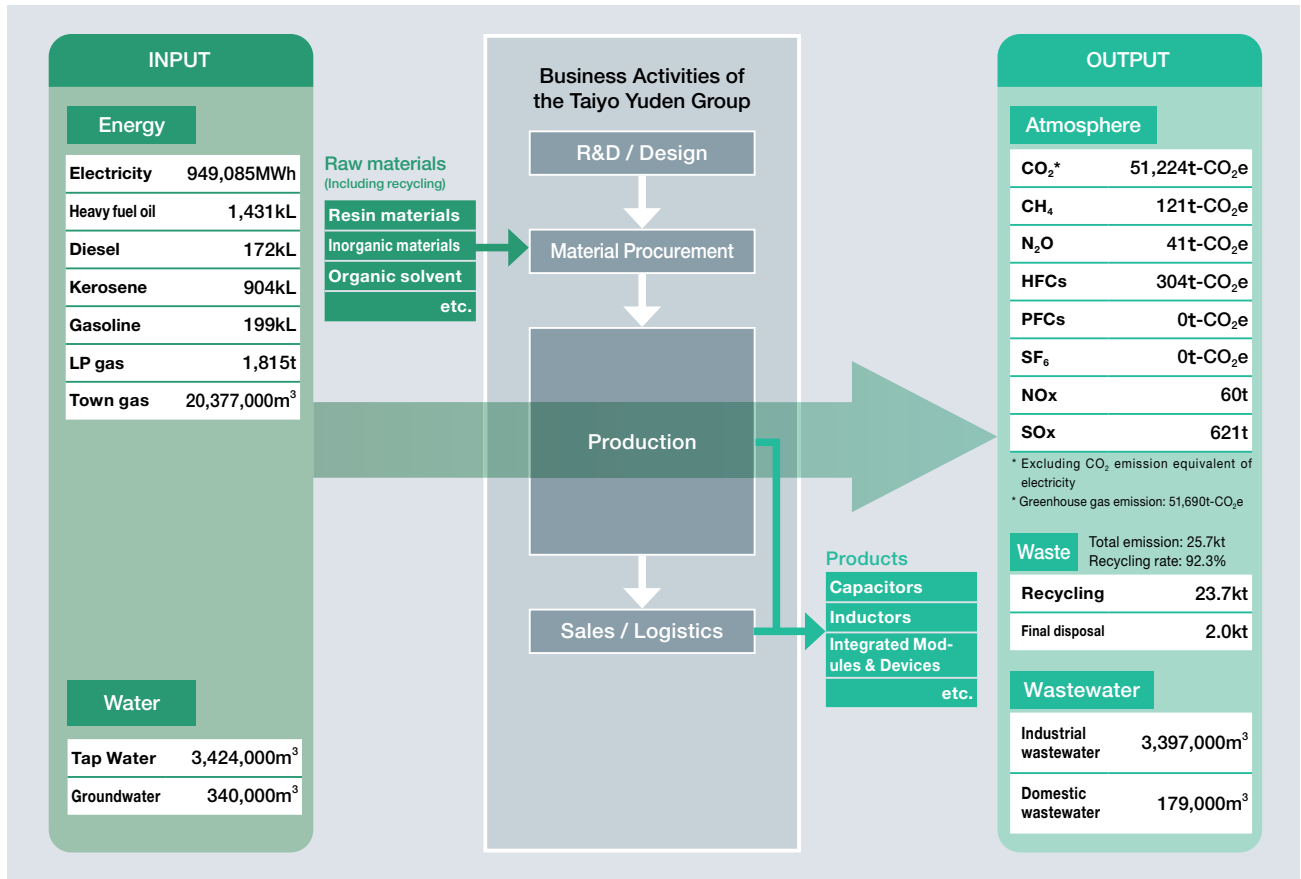 INPUT
Energy
Electricity 949,085MWh
Heavy fuel oil 1,431kL
Diesel 172kL
Kerosene 904kL
Gasoline 199kL
LP gas 1,815t
Town gas 20,377,000m³
Water
Tap Water 3,424,000m³
Groundwater 340,000m³
Raw materials
(Including recycling)
Resin materials
Inorganic materials
Organic solvent
etc.
Business Activities of
the Taiyo Yuden Group
R&D / Design
Material Procurement
Production
Sales / Logistics
Products
Capacitors
Inductors
Integrated Mod-
ules & Devices
etc.
OUTPUT
Atmosphere
CO₂* 51,224t-CO₂e
CH₄ 121t-CO₂e
N₂O 41t-CO₂e
HFCs 304t-CO₂e
PFCs 0t-CO₂e
SF₆ 0t-CO₂e
NOx 60t
SOx 621t
* Excluding CO₂ emission equivalent of
electricity
* Greenhouse gas emission: 51,690t-CO₂e
Waste
Total emission: 25.7kt
Recycling rate: 92.3%
Recycling 23.7kt
Final disposal 2.0kt
Wastewater
Industrial
wastewater 3,397,000m³
Domestic
wastewater 179,000m³